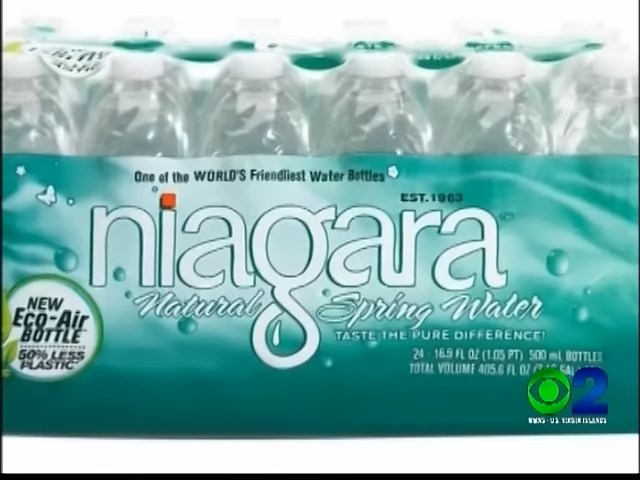 One of the WORLD'S Friendliest Water Bottles
EST. 1963
niagara
Natural Spring Water
TASTE THE PURE DIFFERENCE!
NEW
Eco-Air
BOTTLE
50% LESS
PLASTIC
24 - 16.9 FL OZ (1.05 PT) 500 mL BOTTLES
TOTAL VOLUME 405.6 FL OZ
2
U.S. VIRGIN ISLANDS